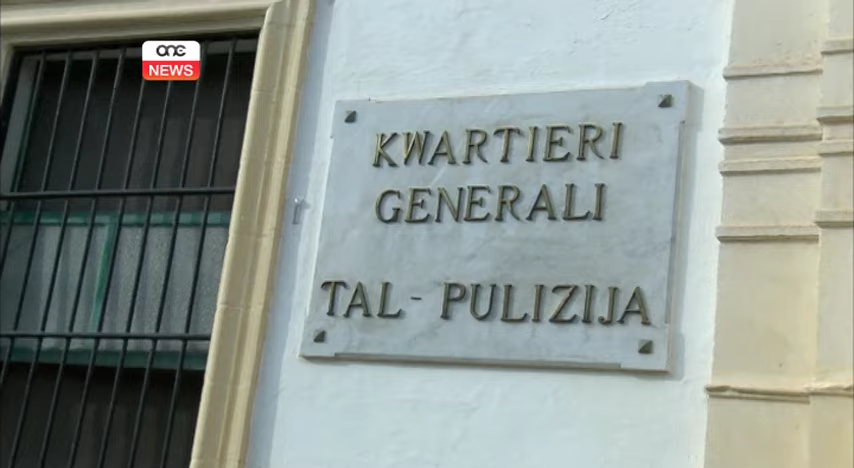 one
NEWS
KWARTIERI
GENERALI
TAL-PULIZIJA